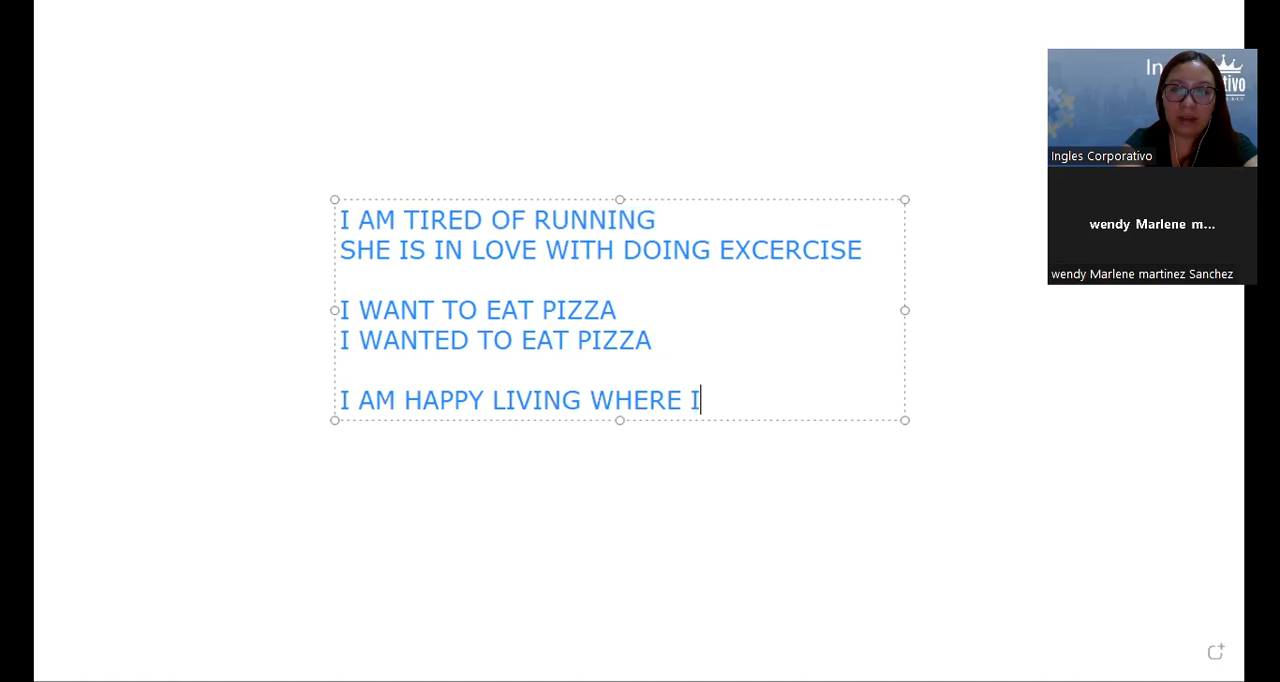 I AM TIRED OF RUNNING
SHE IS IN LOVE WITH DOING EXCERCISE
I WANT TO EAT PIZZA
I WANTED TO EAT PIZZA
I AM HAPPY LIVING WHERE I
Ingles Corporativo
wendy Marlene m...
wendy Marlene martinez Sanchez